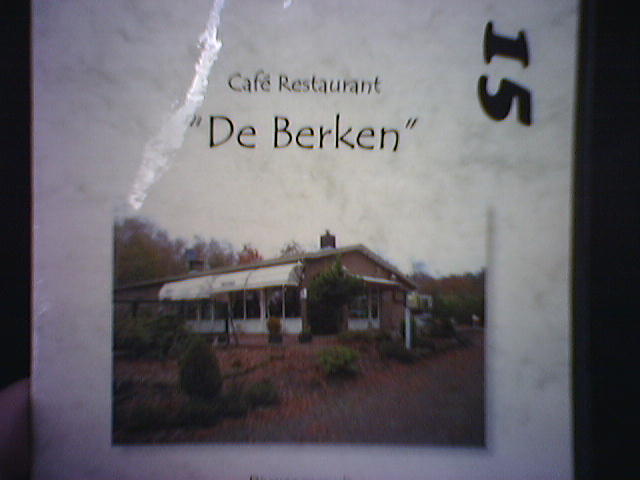 Café Restaurant
"De Berken"
15